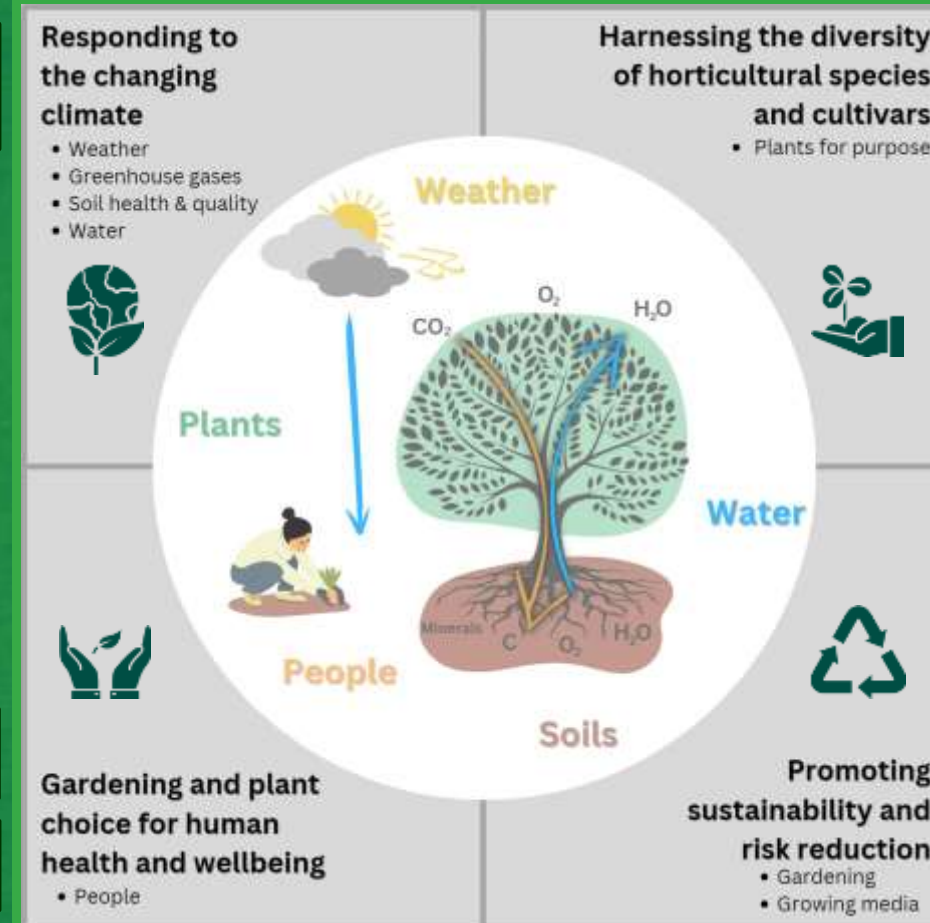 Responding to
the changing
climate
• Weather
• Greenhouse gases
• Soil health & quality
• Water
Harnessing the diversity
of horticultural species
and cultivars
• Plants for purpose
Weather
CO₂
O₂
H₂O
Plants
Water
Minerals
C
O₂
H₂O
People
Soils
Gardening and plant
choice for human
health and wellbeing
• People
Promoting
sustainability and
risk reduction
• Gardening
• Growing media